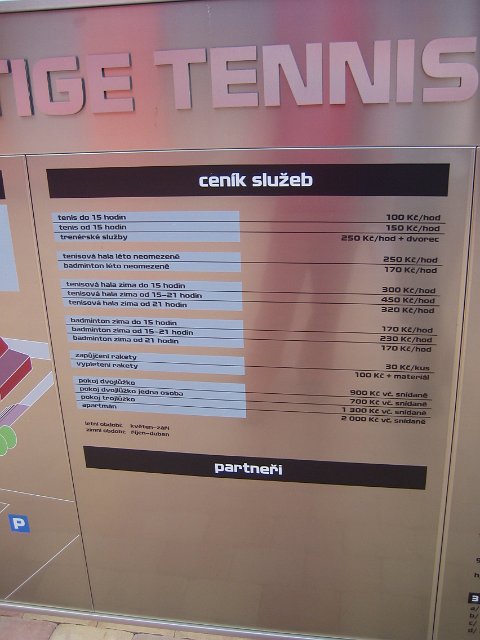 TIGE TENNIS
ceník služeb
tenis do 15 hodin 100 Kč/hod
tenis od 15 hodin 150 Kč/hod
trenérské služby 250 Kč/hod + dvorec
tenisová hala léto neomezeně 250 Kč/hod
badminton léto neomezeně 170 Kč/hod
tenisová hala zima do 15 hodin 300 Kč/hod
tenisová hala zima od 15–21 hodin 450 Kč/hod
tenisová hala zima od 21 hodin 320 Kč/hod
badminton zima do 15 hodin 170 Kč/hod
badminton zima od 15–21 hodin 230 Kč/hod
badminton zima od 21 hodin 170 Kč/hod
zapůjčení rakety 30 Kč/kus
vypletení rakety 100 Kč + materiál
pokoj dvojlůžko 900 Kč vč. snídaně
pokoj dvojlůžko jedna osoba 700 Kč vč. snídaně
pokoj trojlůžko 1 300 Kč vč. snídaně
apartmán 2 000 Kč vč. snídaně
letní období: květen–září
zimní období: říjen–duben
partneři
P
3
a/
b/
c/
d/